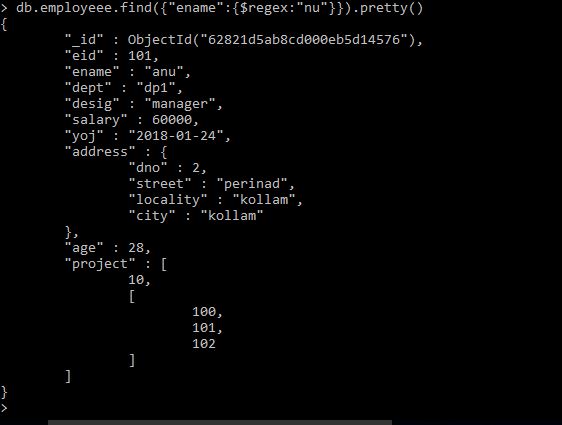 > db.employeee.find({"ename":{$regex:"nu"}}).pretty()
{
        "_id" : ObjectId("62821d5ab8cd000eb5d14576"),
        "eid" : 101,
        "ename" : "anu",
        "dept" : "dp1",
        "desig" : "manager",
        "salary" : 60000,
        "yoj" : "2018-01-24",
        "address" : {
                "dno" : 2,
                "street" : "perinad",
                "locality" : "kollam",
                "city" : "kollam"
        },
        "age" : 28,
        "project" : [
                10,
                [
                        100,
                        101,
                        102
                ]
        ]
}
>